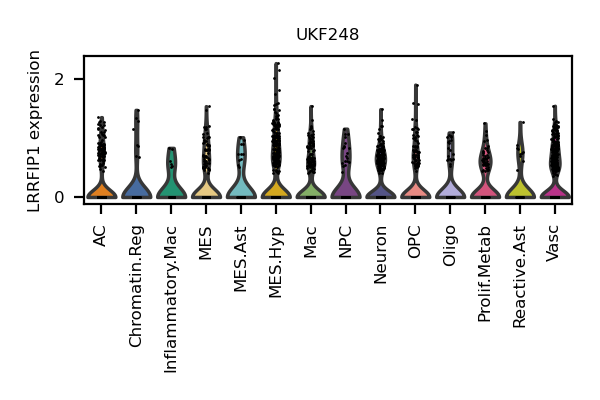 UKF248
LRRFIP1 expression
2
0
AC
Chromatin.Reg
Inflammatory.Mac
MES
MES.Ast
MES.Hyp
Mac
NPC
Neuron
OPC
Oligo
Prolif.Metab
Reactive.Ast
Vasc